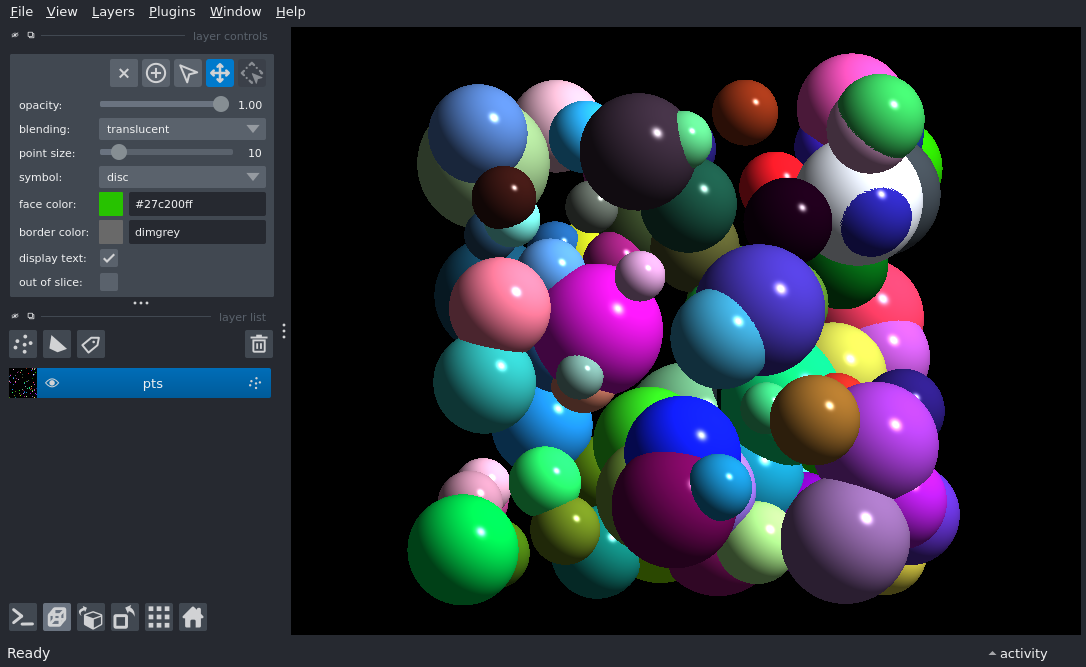 File View Layers Plugins Window Help
layer controls
opacity: 1.00
blending: translucent
point size: 10
symbol: disc
face color: #27c200ff
border color: dimgrey
display text:
out of slice:
layer list
pts
Ready
activity